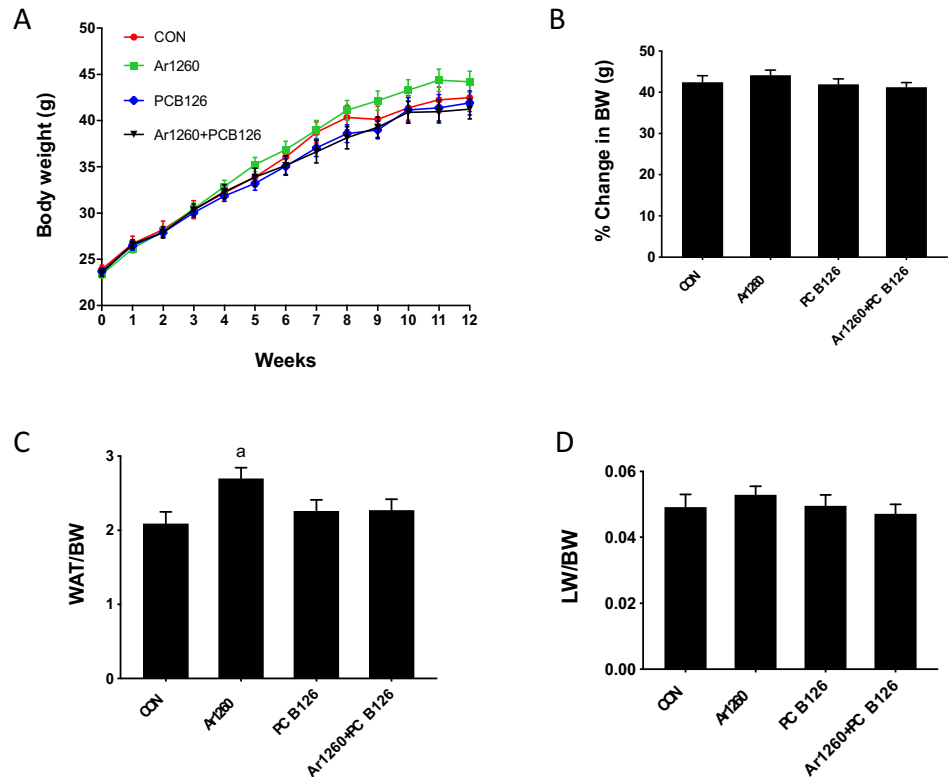 A
CON
Ar1260
PCB126
Ar1260+PCB126
Body weight (g)
50
45
40
35
30
25
20
0 1 2 3 4 5 6 7 8 9 10 11 12
Weeks
B
% Change in BW (g)
60
40
20
0
CON
Ar1260
PC B126
Ar1260+PC B126
C
a
WAT/BW
3
2
1
0
CON
Ar1260
PC B126
Ar1260+PC B126
D
LW/BW
0.06
0.04
0.02
0.00
CON
Ar1260
PC B126
Ar1260+PC B126